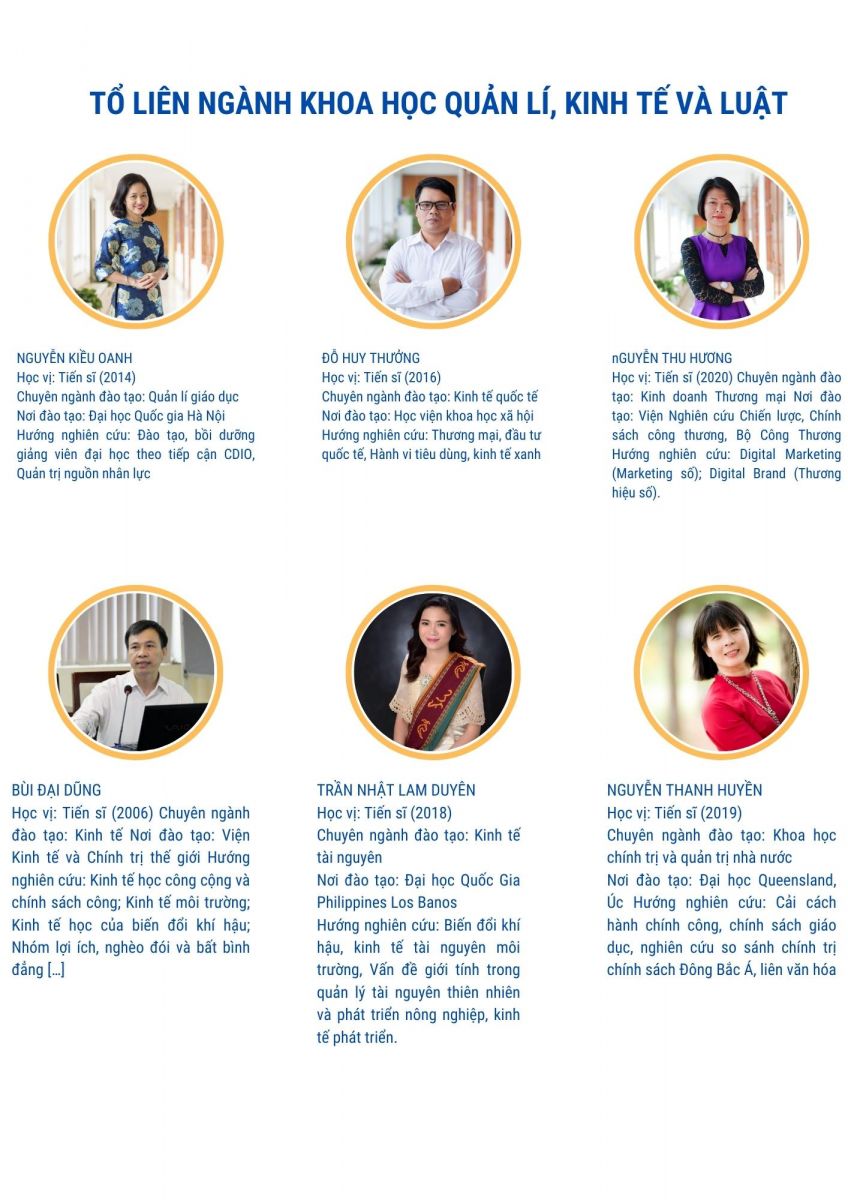 TỔ LIÊN NGÀNH KHOA HỌC QUẢN LÍ, KINH TẾ VÀ LUẬT
NGUYỄN KIỀU OANH
Học vị: Tiến sĩ (2014)
Chuyên ngành đào tạo: Quản lí giáo dục
Nơi đào tạo: Đại học Quốc gia Hà Nội
Hướng nghiên cứu: Đào tạo, bồi dưỡng
giảng viên đại học theo tiếp cận CDIO,
Quản trị nguồn nhân lực
ĐỖ HUY THƯỞNG
Học vị: Tiến sĩ (2016)
Chuyên ngành đào tạo: Kinh tế quốc tế
Nơi đào tạo: Học viện khoa học xã hội
Hướng nghiên cứu: Thương mại, đầu tư
quốc tế, Hành vi tiêu dùng, kinh tế xanh
nGUYỄN THU HƯƠNG
Học vị: Tiến sĩ (2020) Chuyên ngành đào
tạo: Kinh doanh Thương mại Nơi đào
tạo: Viện Nghiên cứu Chiến lược, Chính
sách công thương, Bộ Công Thương
Hướng nghiên cứu: Digital Marketing
(Marketing số); Digital Brand (Thương
hiệu số).
BÙI ĐẠI DŨNG
Học vị: Tiến sĩ (2006) Chuyên ngành
đào tạo: Kinh tế Nơi đào tạo: Viện
Kinh tế và Chính trị thế giới Hướng
nghiên cứu: Kinh tế học công cộng và
chính sách công; Kinh tế môi trường;
Kinh tế học của biến đổi khí hậu;
Nhóm lợi ích, nghèo đói và bất bình
đẳng […]
TRẦN NHẬT LAM DUYÊN
Học vị: Tiến sĩ (2018)
Chuyên ngành đào tạo: Kinh tế
tài nguyên
Nơi đào tạo: Đại học Quốc Gia
Philippines Los Banos
Hướng nghiên cứu: Biến đổi khí
hậu, kinh tế tài nguyên môi
trường, Vấn đề giới tính trong
quản lý tài nguyên thiên nhiên
và phát triển nông nghiệp, kinh
tế phát triển.
NGUYỄN THANH HUYỀN
Học vị: Tiến sĩ (2019)
Chuyên ngành đào tạo: Khoa học
chính trị và quản trị nhà nước
Nơi đào tạo: Đại học Queensland,
Úc Hướng nghiên cứu: Cải cách
hành chính công, chính sách giáo
dục, nghiên cứu so sánh chính trị
chính sách Đông Bắc Á, liên văn hóa